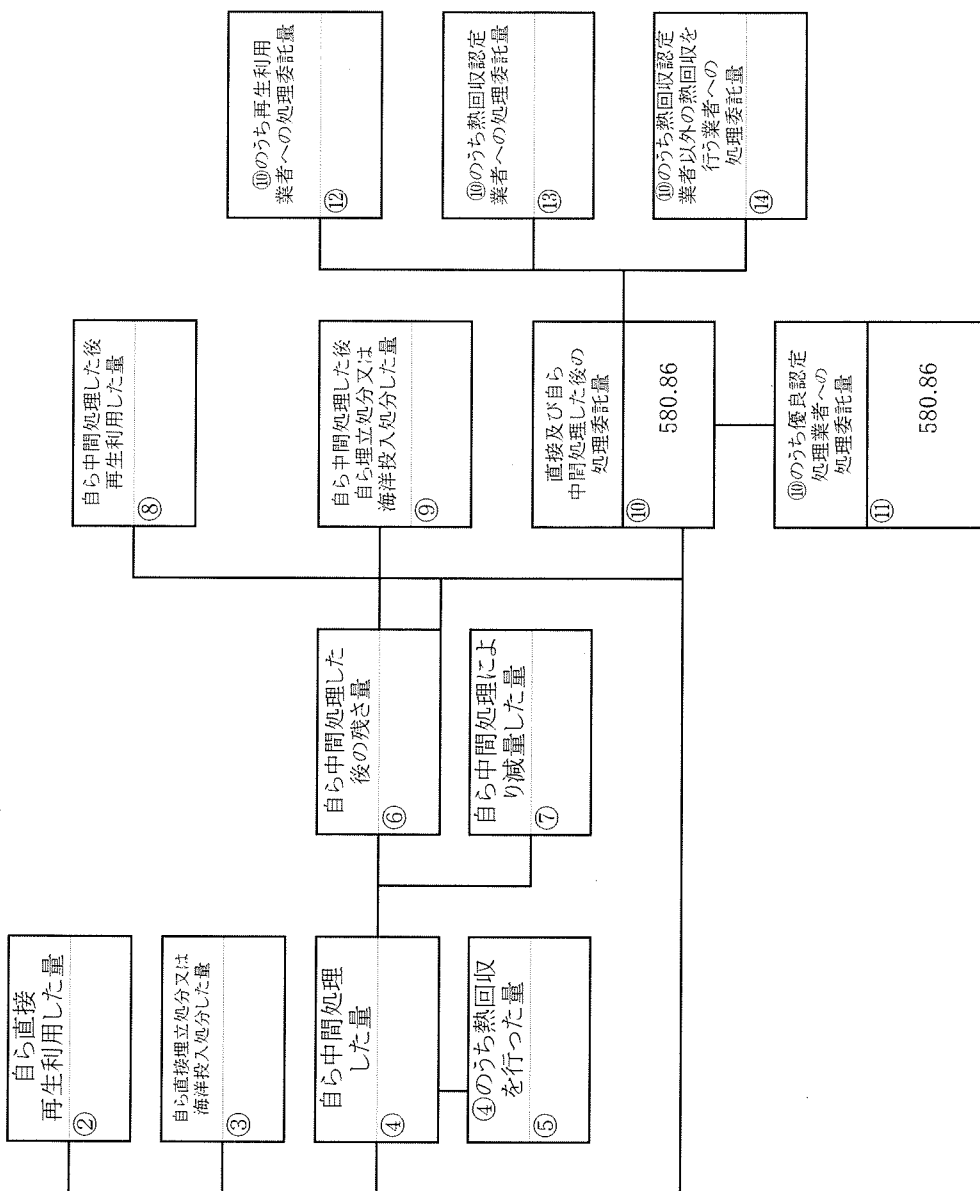 自ら直接
再生利用した量
②
自ら直接埋立処分又は
海洋投入処分した量
③
自ら中間処理
した量
④
④のうち熱回収
を行った量
⑤
自ら中間処理した
後の残さ量
⑥
自ら中間処理によ
り減量した量
⑦
自ら中間処理した後
再生利用した量
⑧
自ら中間処理した後
自ら埋立処分又は
海洋投入処分した量
⑨
直接及び自ら
中間処理した後の
処理委託量
⑩
580.86
⑩のうち優良認定
処理業者への
処理委託量
⑪
580.86
⑩のうち再生利用
業者への処理委託量
⑫
⑩のうち熱回収認定
業者への処理委託量
⑬
⑩のうち熱回収認定
業者以外の熱回収を
行う業者への
処理委託量
⑭